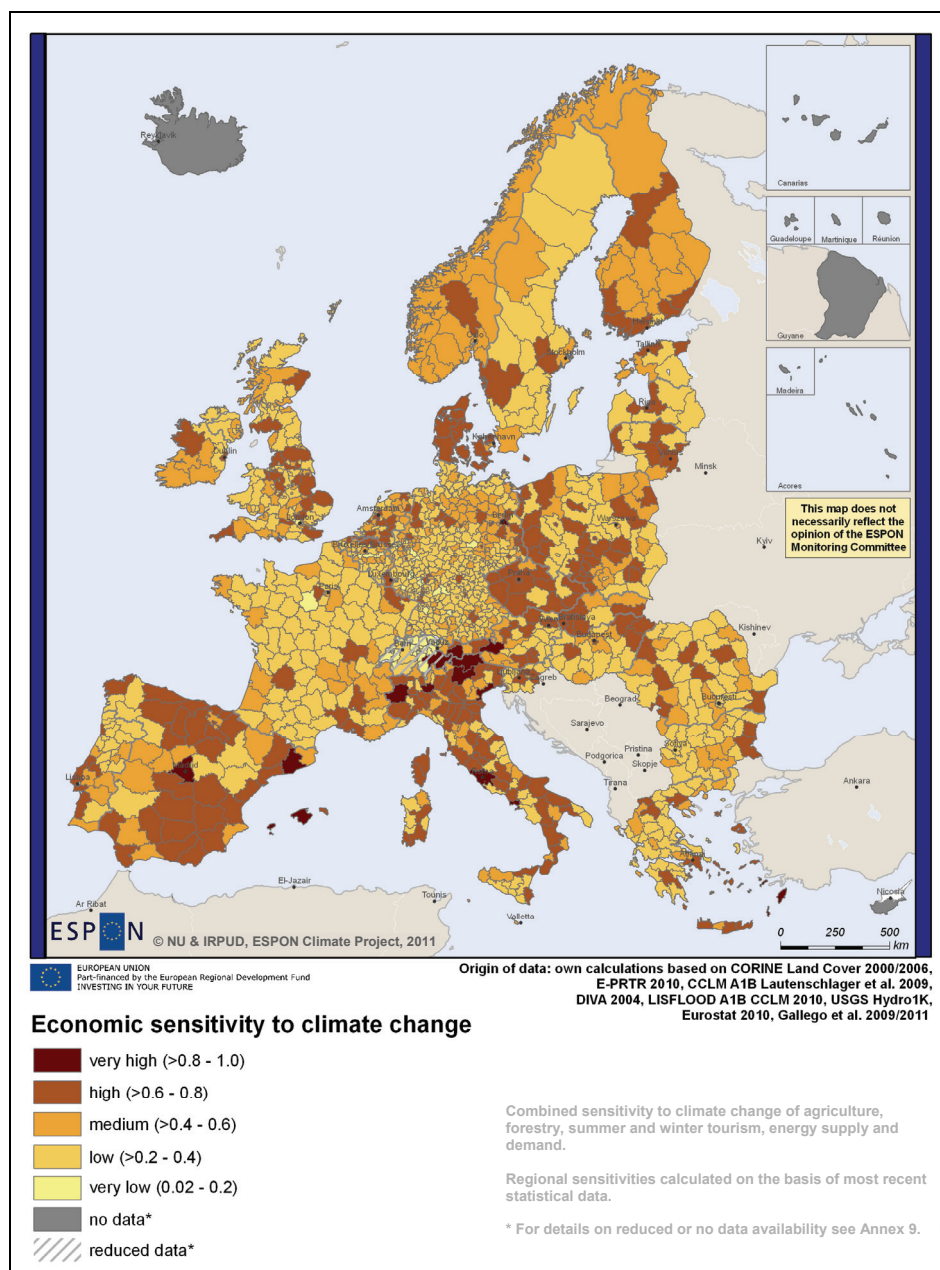 Reykjavik
Canarias
Guadeloupe
Martinique
Réunion
Guyane
Madeira
Acores
This map does not
necessarily reflect the
opinion of the ESPON
Monitoring Committee
Oslo
Stockholm
Tallinn
Riga
København
Vilnius
Minsk
Dublin
London
Amsterdam
Berlin
Warszawa
Kyiv
Luxembourg
Praha
Paris
Bern
Vaduz
Budapest
Kishinev
Ljubljana
Zagreb
Beograd
Bucuresti
Sarajevo
Pristina
Podgorica
Skopje
Sofiya
Tirana
Ankara
Lisboa
Madrid
El-Jazair
Tounis
Ar Ribat
Valletta
Nicosia
ESPON
© NU & IRPUD, ESPON Climate Project, 2011
0 250 500
km
EUROPEAN UNION
Part-financed by the European Regional Development Fund
INVESTING IN YOUR FUTURE
Origin of data: own calculations based on CORINE Land Cover 2000/2006,
E-PRTR 2010, CCLM A1B Lautenschlager et al. 2009,
DIVA 2004, LISFLOOD A1B CCLM 2010, USGS Hydro1K,
Eurostat 2010, Gallego et al. 2009/2011
Economic sensitivity to climate change
very high (>0.8 - 1.0)
high (>0.6 - 0.8)
medium (>0.4 - 0.6)
low (>0.2 - 0.4)
very low (0.02 - 0.2)
no data*
reduced data*
Combined sensitivity to climate change of agriculture,
forestry, summer and winter tourism, energy supply and
demand.
Regional sensitivities calculated on the basis of most recent
statistical data.
* For details on reduced or no data availability see Annex 9.